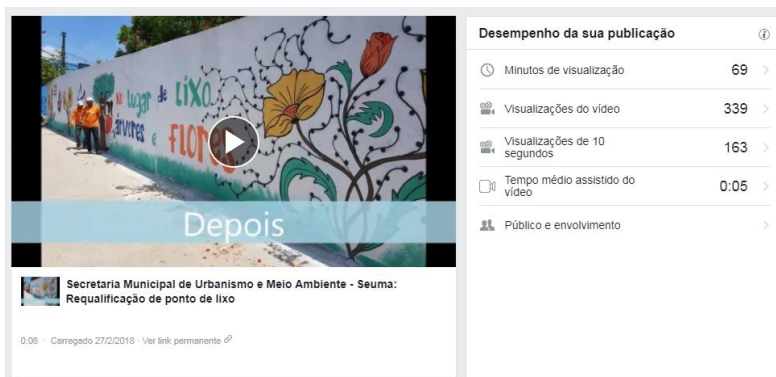 No lugar de LIXO
árvores e FLORES
Depois
Secretaria Municipal de Urbanismo e Meio Ambiente - Seuma:
Requalificação de ponto de lixo
0:08 · Carregado 27/2/2018 · Ver link permanente
Desempenho da sua publicação
Minutos de visualização 69
Visualizações do vídeo 339
Visualizações de 10
segundos 163
Tempo médio assistido do
vídeo 0:05
Público e envolvimento